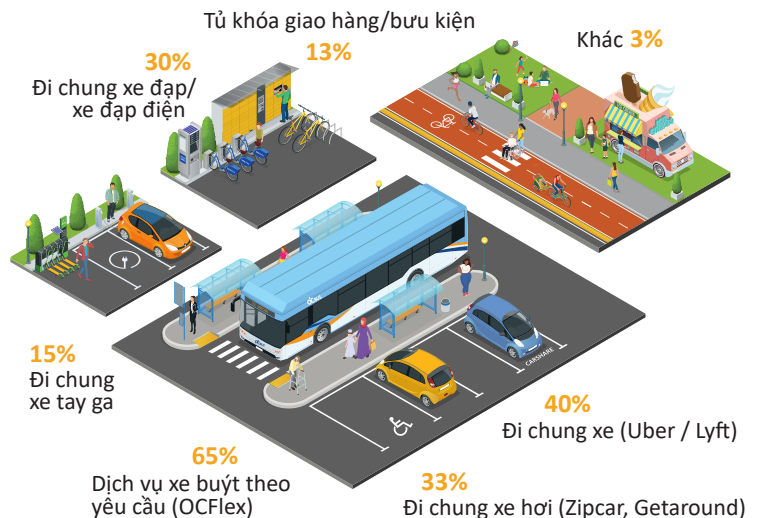 Tủ khóa giao hàng/bưu kiện
13%
Khác 3%
30%
Đi chung xe đạp/
xe đạp điện
15%
Đi chung
xe tay ga
CARSHARE
40%
Đi chung xe (Uber / Lyft)
65%
Dịch vụ xe buýt theo
yêu cầu (OCFlex)
33%
Đi chung xe hơi (Zipcar, Getaround)